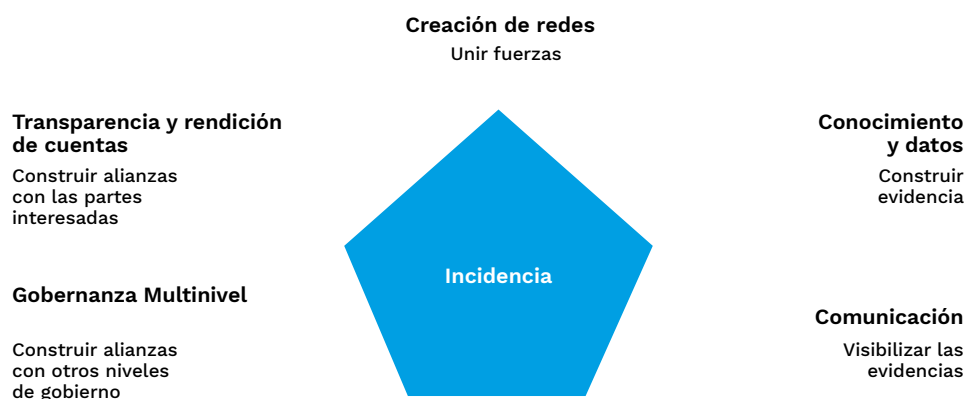 Creación de redes
Unir fuerzas
Transparencia y rendición
de cuentas
Construir alianzas
con las partes
interesadas
Conocimiento
y datos
Construir
evidencia
Incidencia
Gobernanza Multinivel
Construir alianzas
con otros niveles
de gobierno
Comunicación
Visibilizar las
evidencias